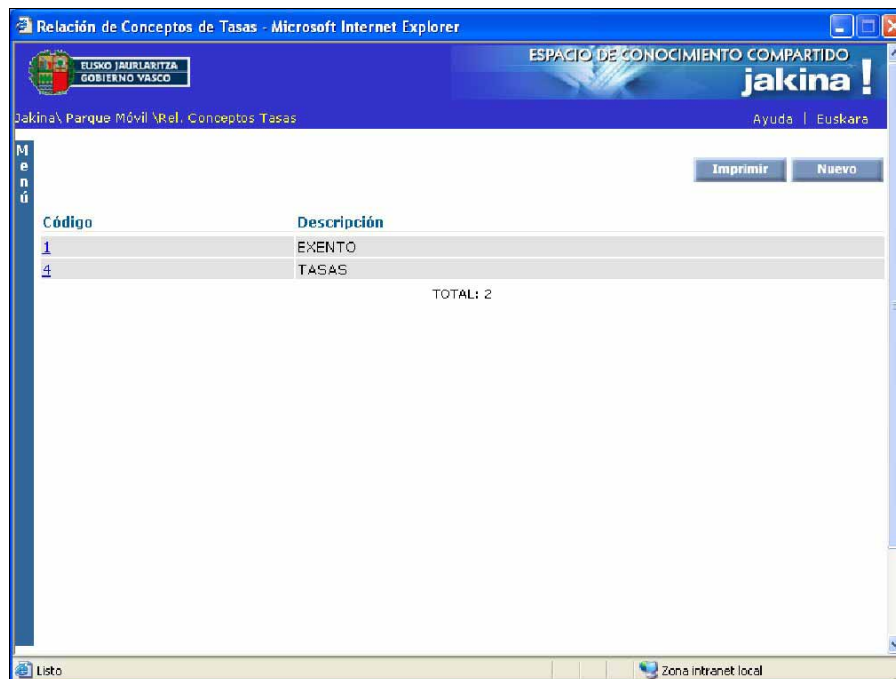 Relación de Conceptos de Tasas - Microsoft Internet Explorer
EUSKO JAURLARITZA
GOBIERNO VASCO
ESPACIO DE CONOCIMIENTO COMPARTIDO
jakina!
Jakina\ Parque Móvil \Rel. Conceptos Tasas
Ayuda | Euskara
Menú
Imprimir Nuevo
Código Descripción
1 EXENTO
4 TASAS
TOTAL: 2
Listo Zona intranet local